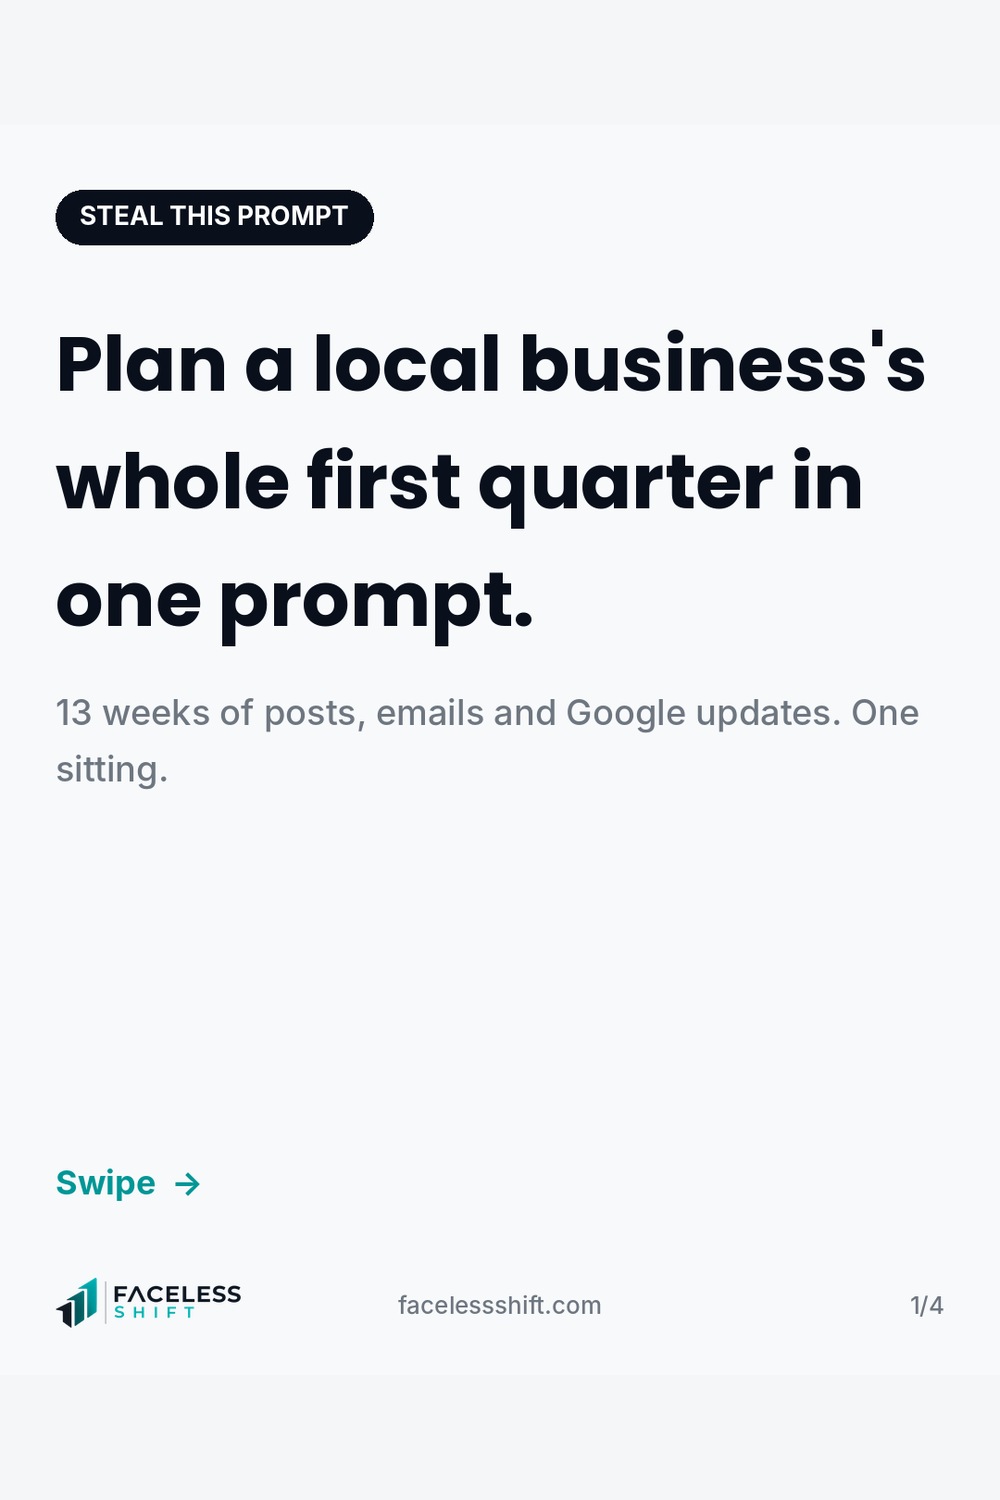 STEAL THIS PROMPT
Plan a local business's
whole first quarter in
one prompt.
13 weeks of posts, emails and Google updates. One
sitting.
Swipe →
FACELESS
SHIFT
facelessshift.com
1/4